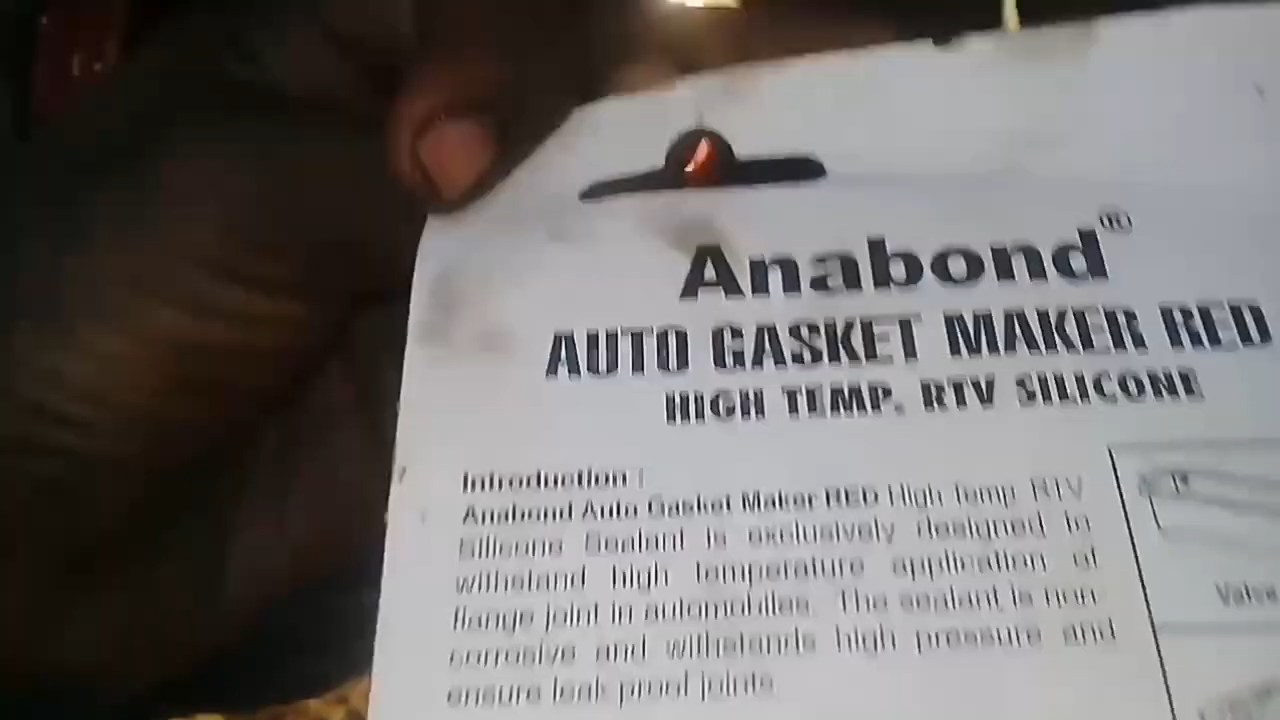 Anabond®
AUTO GASKET MAKER RED
HIGH TEMP. RTV SILICONE
Introduction :
Anabond Auto Gasket Maker RED High Temp RTV
Silicone Sealant is exclusively designed to
withstand high temperature application of
flange joint in automobiles. The sealant is non-
corrosive and withstands high pressure and
ensure leak proof joints
Valve